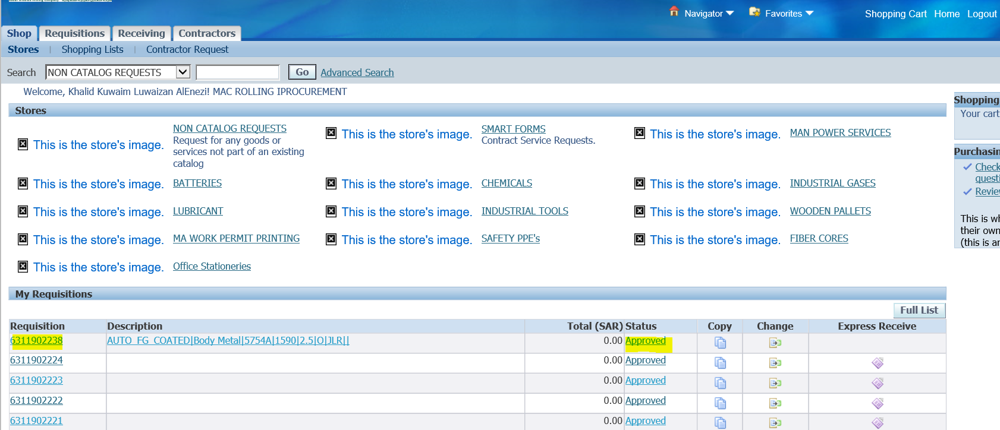 Navigator Favorites Shopping Cart Home Logout
Shop Requisitions Receiving Contractors
Stores Shopping Lists Contractor Request
Search NON CATALOG REQUESTS Go Advanced Search
Welcome, Khalid Kuwaim Luwaizan AlEnezi! MAC ROLLING IPROCUREMENT
Stores
This is the store's image. NON CATALOG REQUESTS
Request for any goods or
services not part of an existing
catalog
This is the store's image. SMART FORMS
Contract Service Requests.
This is the store's image. MAN POWER SERVICES
This is the store's image. BATTERIES
This is the store's image. CHEMICALS
This is the store's image. INDUSTRIAL GASES
This is the store's image. LUBRICANT
This is the store's image. INDUSTRIAL TOOLS
This is the store's image. WOODEN PALLETS
This is the store's image. MA WORK PERMIT PRINTING
This is the store's image. SAFETY PPE's
This is the store's image. FIBER CORES
This is the store's image. Office Stationeries
Shopping
Your cart
Purchasin
Check
questi
Review
This is wh
their own
(this is ar
My Requisitions
Full List
Requisition Description Total (SAR) Status Copy Change Express Receive
6311902238 AUTO_FG_COATED|Body Metal|5754A|1590|2.5|O|JLR|| 0.00 Approved
6311902224 0.00 Approved
6311902223 0.00 Approved
6311902222 0.00 Approved
6311902221 0.00 Approved